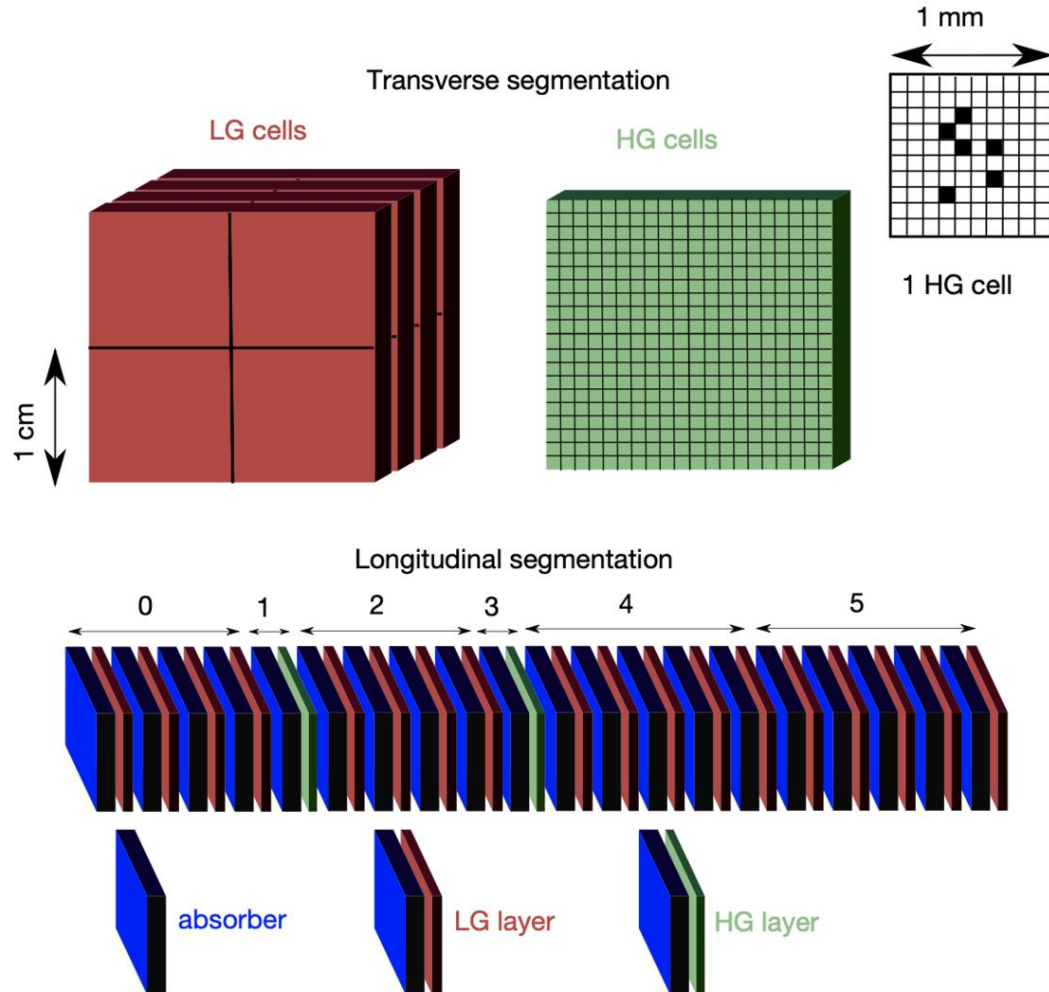 1 mm
Transverse segmentation
LG cells
HG cells
1 HG cell
1 cm
Longitudinal segmentation
0 1 2 3 4 5
absorber
LG layer
HG layer